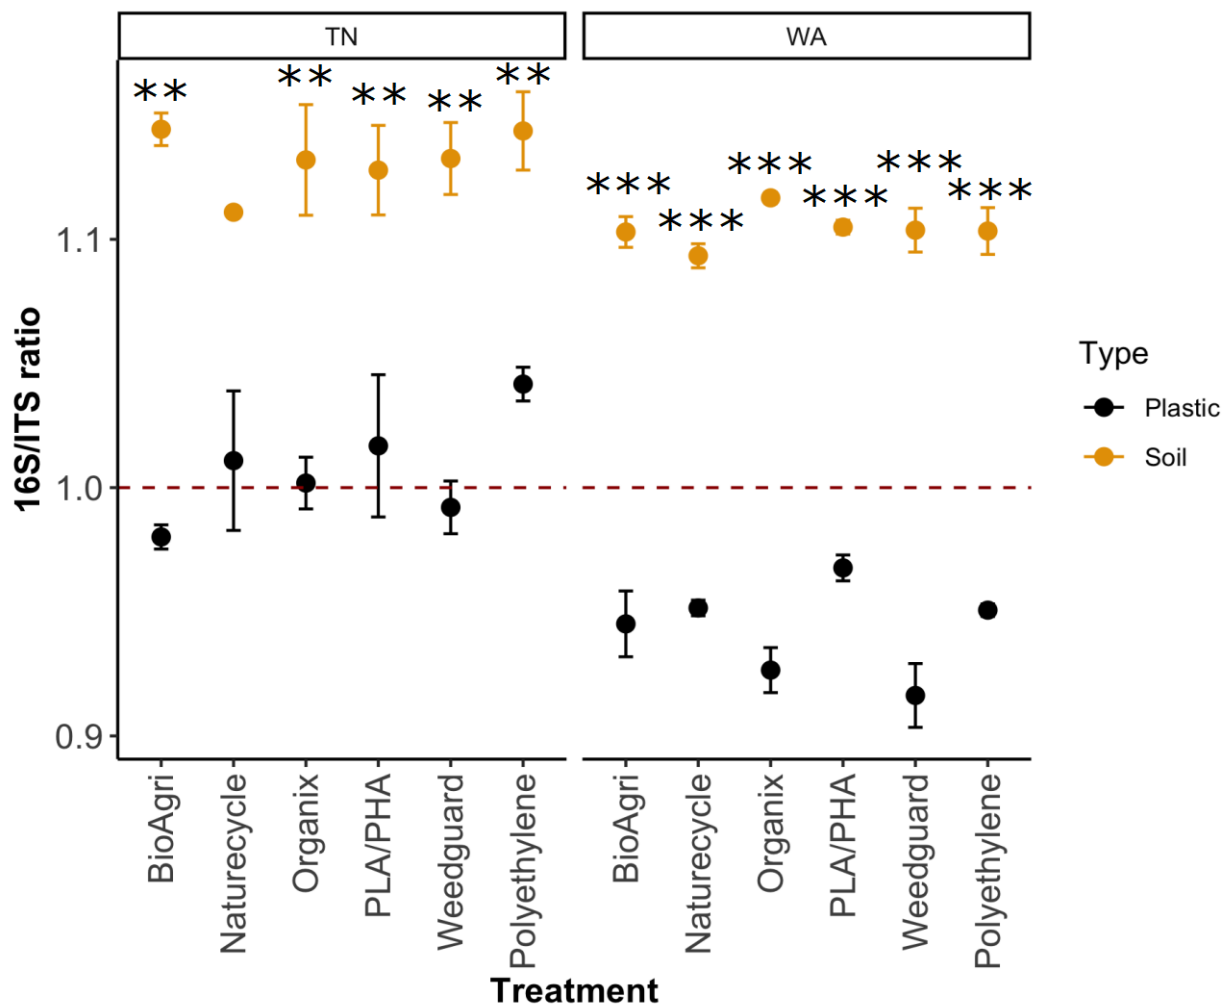 TN
WA
** ** ** ** **
*** *** *** *** *** ***
1.1
1.0
0.9
16S/ITS ratio
BioAgri
Naturecycle
Organix
PLA/PHA
Weedguard
Polyethylene
BioAgri
Naturecycle
Organix
PLA/PHA
Weedguard
Polyethylene
Treatment
Type
Plastic
Soil